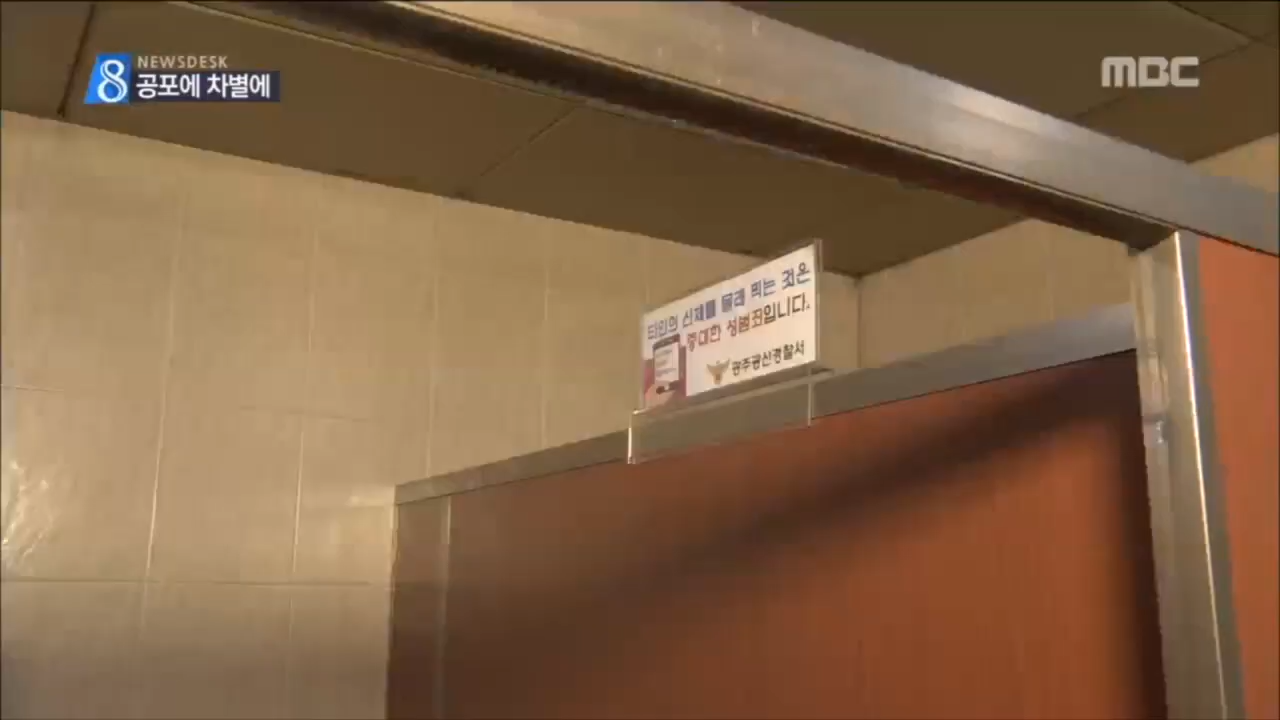 NEWSDESK
8 공포에 차별에
MBC
타인의 신체를 몰래 찍는 것은
중대한 성범죄입니다.
광주광산경찰서